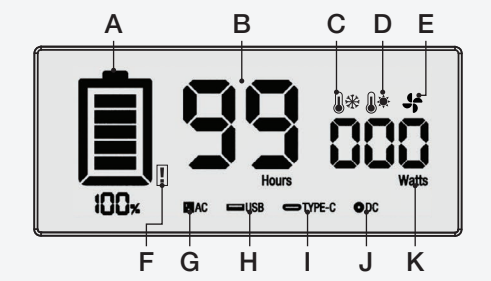 A B C D E
99
Hours
000
Watts
!
100%
AC USB TYPE-C DC
F G H I J K